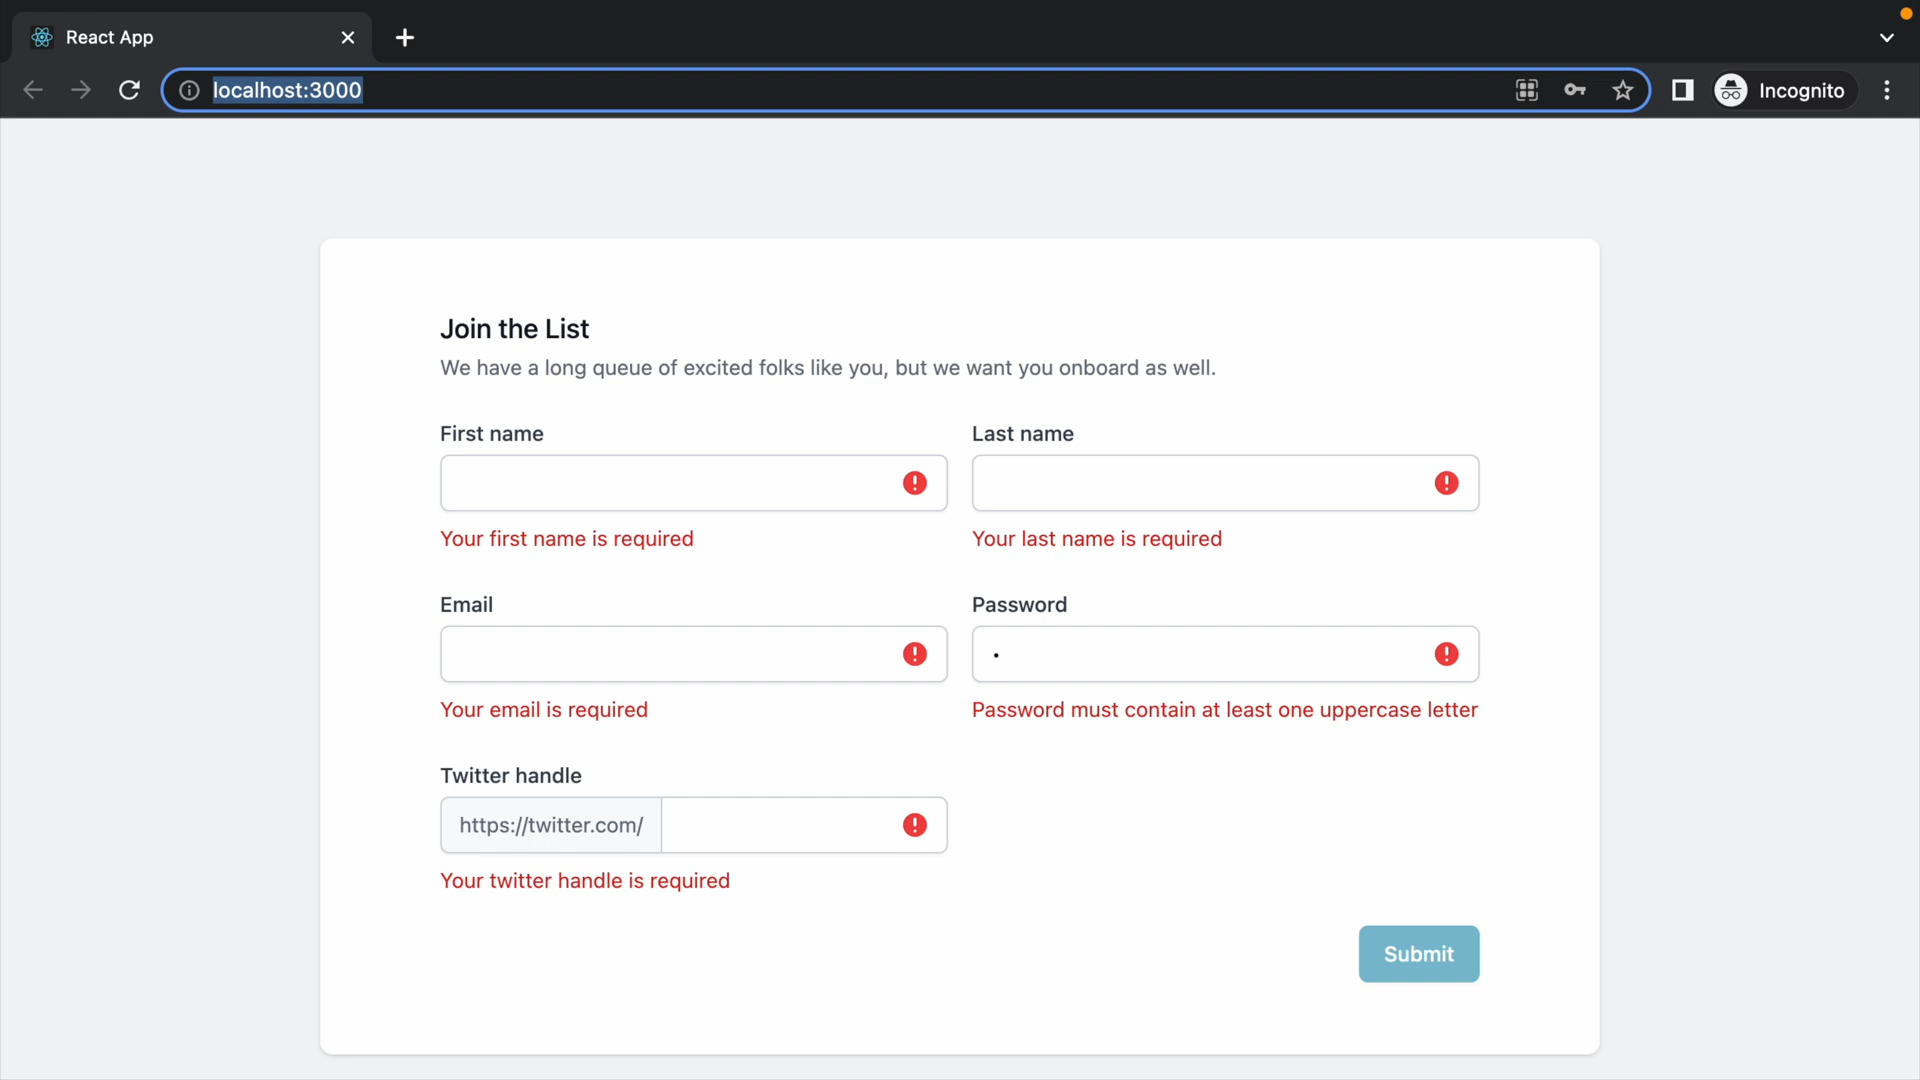 React App
localhost:3000
Incognito
Join the List
We have a long queue of excited folks like you, but we want you onboard as well.
First name
Last name
Your first name is required
Your last name is required
Email
Password
Your email is required
Password must contain at least one uppercase letter
Twitter handle
https://twitter.com/
Your twitter handle is required
Submit